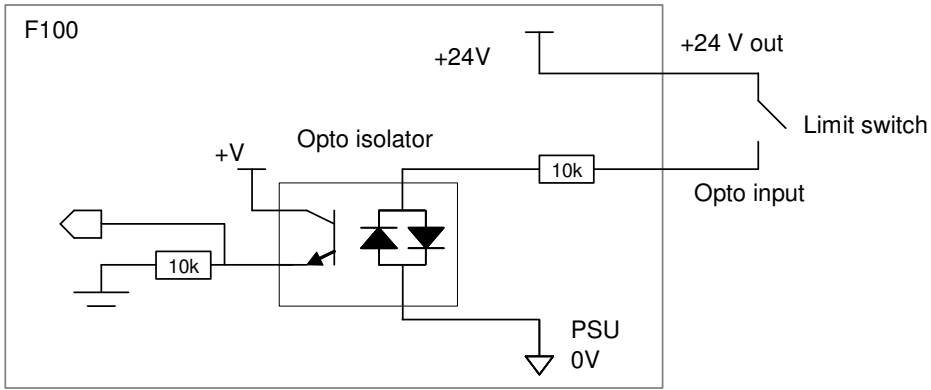 F100
+24V
+24 V out
Limit switch
Opto isolator
+V
10k
Opto input
10k
PSU
0V